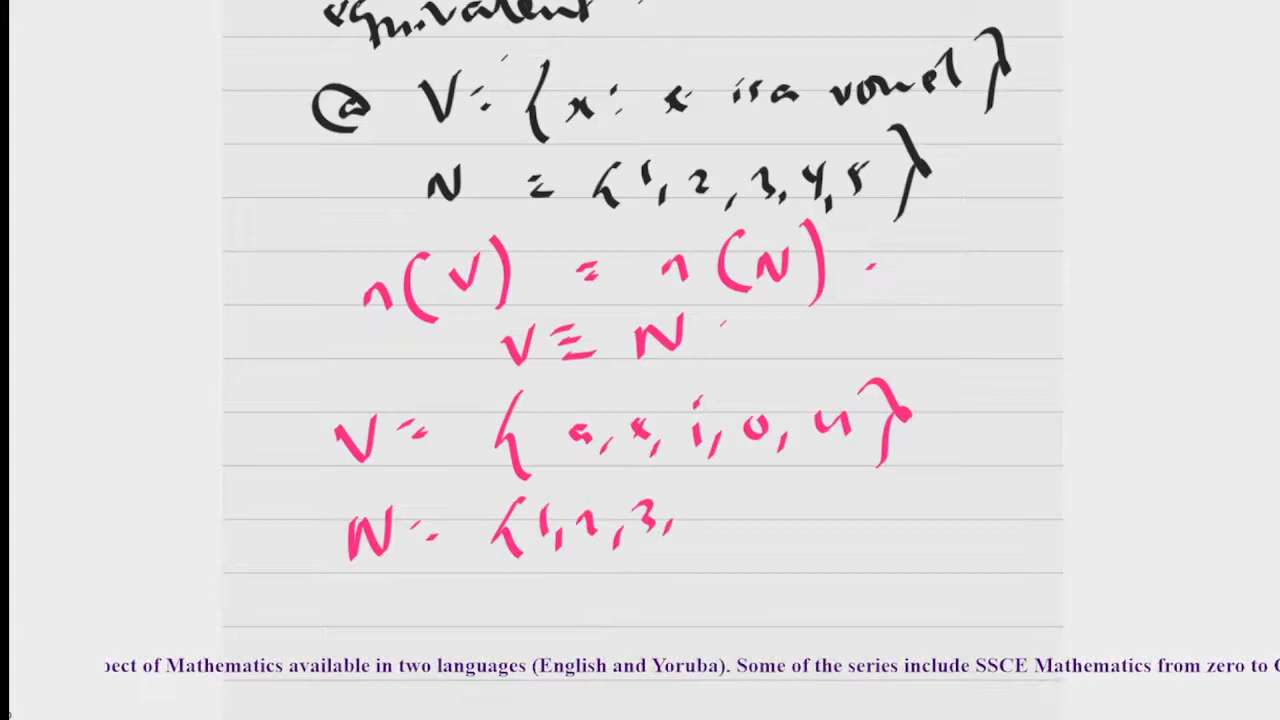 equivalent
(a) V = {x : x is a vowel}
N = {1, 2, 3, 4, 5}
n(V) = n(N).
V ≡ N
V = {a, e, i, o, u}
N = {1, 2, 3,
pect of Mathematics available in two languages (English and Yoruba). Some of the series include SSCE Mathematics from zero to